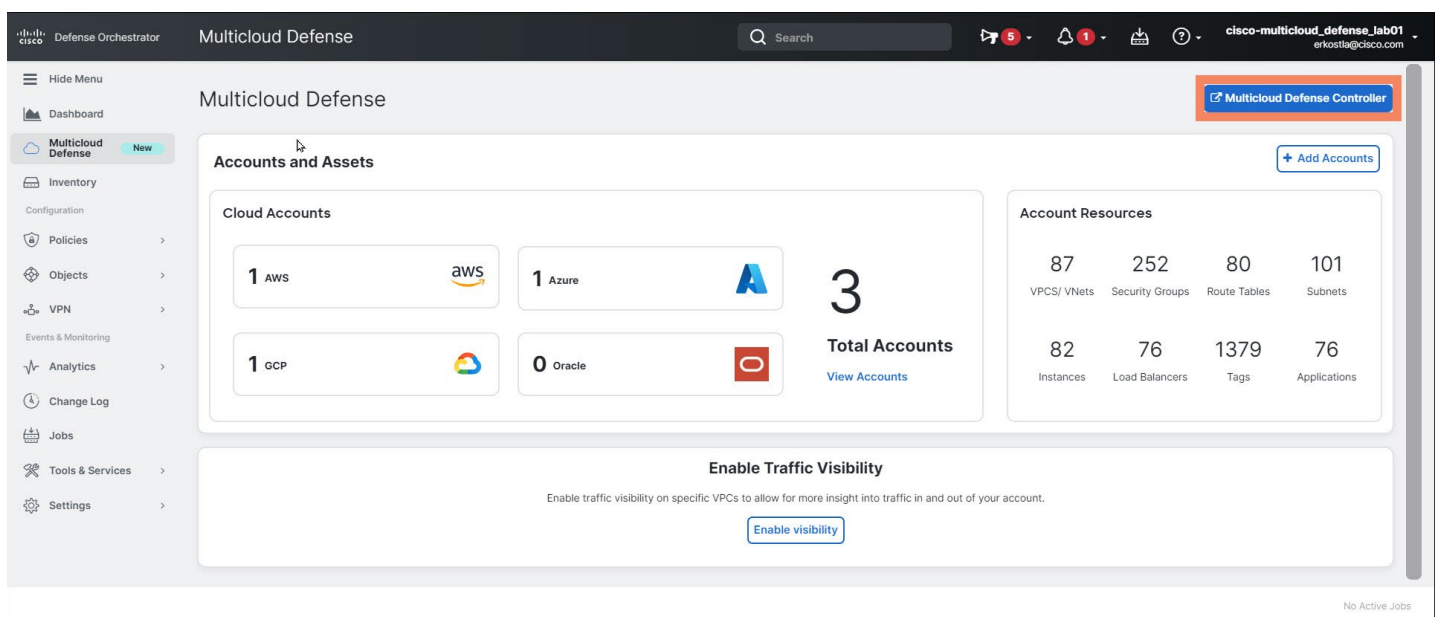 CISCO Defense Orchestrator
Multicloud Defense
Search
5
1
?
cisco-multicloud_defense_lab01
erkostla@cisco.com
Hide Menu
Dashboard
Multicloud Defense New
Inventory
Configuration
Policies
Objects
VPN
Events & Monitoring
Analytics
Change Log
Jobs
Tools & Services
Settings
Multicloud Defense
Multicloud Defense Controller
Accounts and Assets
+ Add Accounts
Cloud Accounts
1 AWS
aws
1 Azure
1 GCP
0 Oracle
3
Total Accounts
View Accounts
Account Resources
87 252 80 101
VPCS/ VNets Security Groups Route Tables Subnets
82 76 1379 76
Instances Load Balancers Tags Applications
Enable Traffic Visibility
Enable traffic visibility on specific VPCs to allow for more insight into traffic in and out of your account.
Enable visibility
No Active Jobs